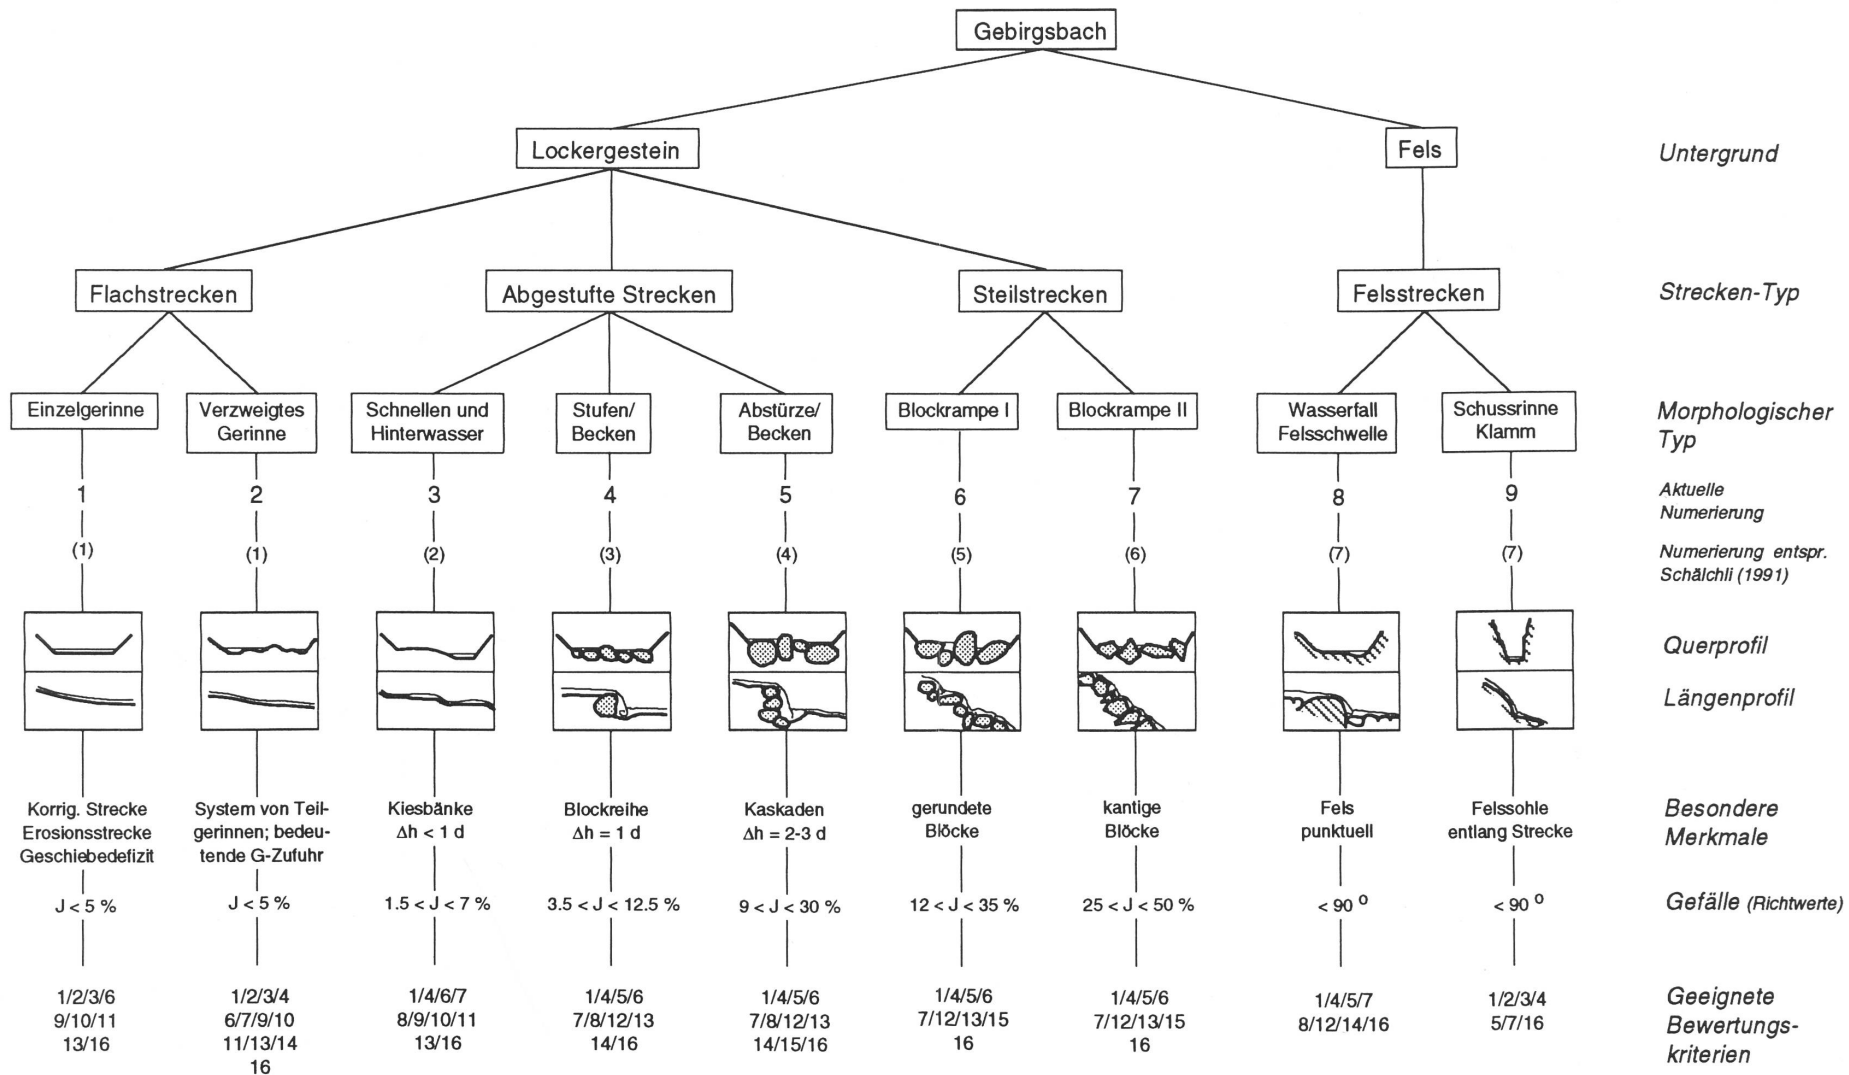 Gebirgsbach
Lockergestein
Fels
Untergrund
Flachstrecken
Abgestufte Strecken
Steilstrecken
Felsstrecken
Strecken-Typ
Einzelgerinne
Verzweigtes
Gerinne
Schnellen und
Hinterwasser
Stufen/
Becken
Abstürze/
Becken
Blockrampe I
Blockrampe II
Wasserfall
Felsschwelle
Schussrinne
Klamm
Morphologischer
Typ
1
2
3
4
5
6
7
8
9
Aktuelle
Numerierung
(1)
(1)
(2)
(3)
(4)
(5)
(6)
(7)
(7)
Numerierung entspr.
Schälchli (1991)
Querprofil
Längenprofil
Korrig. Strecke
Erosionsstrecke
Geschiebedefizit
System von Teil-
gerinnen; bedeu-
tende G-Zufuhr
Kiesbänke
Δh < 1 d
Blockreihe
Δh = 1 d
Kaskaden
Δh = 2-3 d
gerundete
Blöcke
kantige
Blöcke
Fels
punktuell
Felssohle
entlang Strecke
Besondere
Merkmale
J < 5 %
J < 5 %
1.5 < J < 7 %
3.5 < J < 12.5 %
9 < J < 30 %
12 < J < 35 %
25 < J < 50 %
< 90 º
< 90 º
Gefälle (Richtwerte)
1/2/3/6
9/10/11
13/16
1/2/3/4
6/7/9/10
11/13/14
16
1/4/6/7
8/9/10/11
13/16
1/4/5/6
7/8/12/13
14/16
1/4/5/6
7/8/12/13
14/15/16
1/4/5/6
7/12/13/15
16
1/4/5/6
7/12/13/15
16
1/4/5/7
8/12/14/16
1/2/3/4
5/7/16
Geeignete
Bewertungs-
kriterien